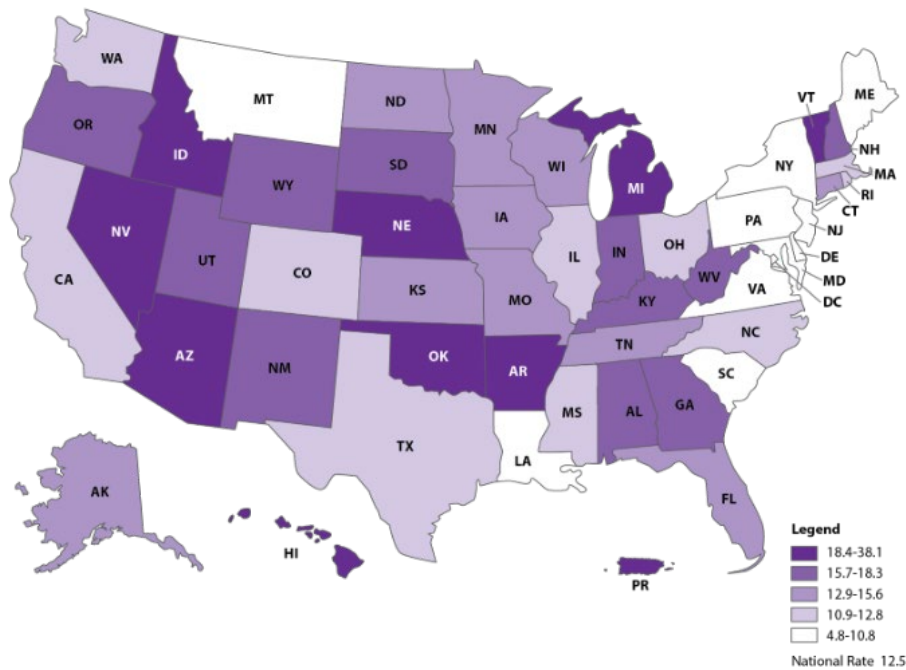 WA
MT
ND
MN
VT
ME
OR
ID
WY
SD
WI
MI
NY
NH
MA
RI
CT
NV
UT
NE
IA
PA
NJ
CA
CO
KS
MO
IL
IN
OH
WV
VA
DE
MD
DC
KY
AZ
NM
OK
AR
TN
NC
SC
TX
LA
MS
AL
GA
FL
AK
HI
PR
Legend
18.4-38.1
15.7-18.3
12.9-15.6
10.9-12.8
4.8-10.8
National Rate 12.5